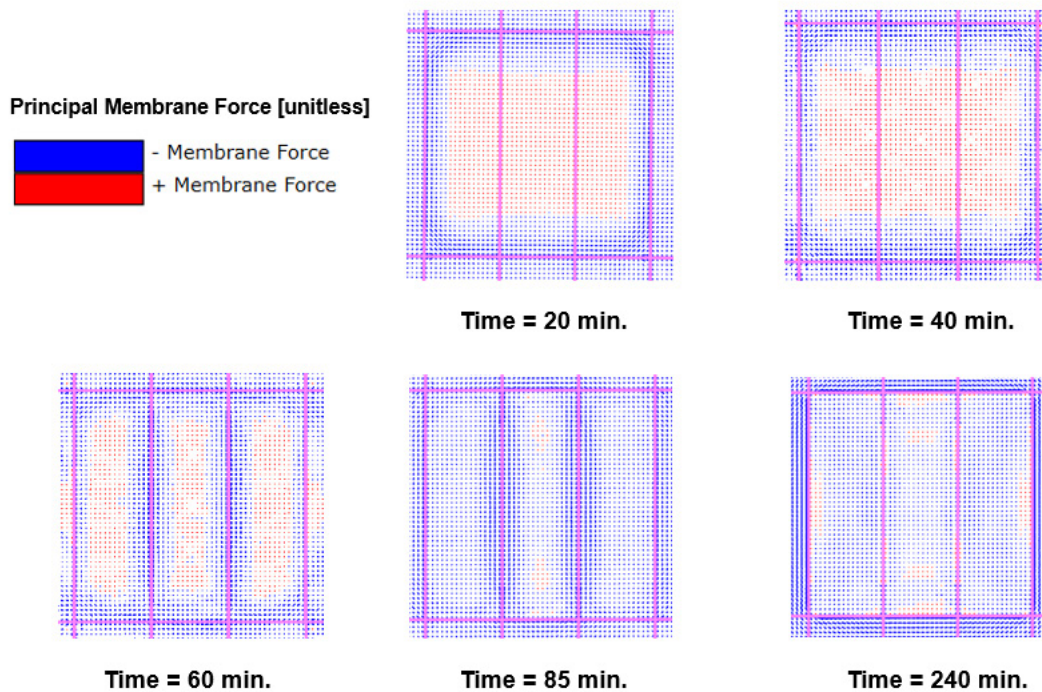 Principal Membrane Force [unitless]
- Membrane Force
+ Membrane Force
Time = 20 min.
Time = 40 min.
Time = 60 min.
Time = 85 min.
Time = 240 min.